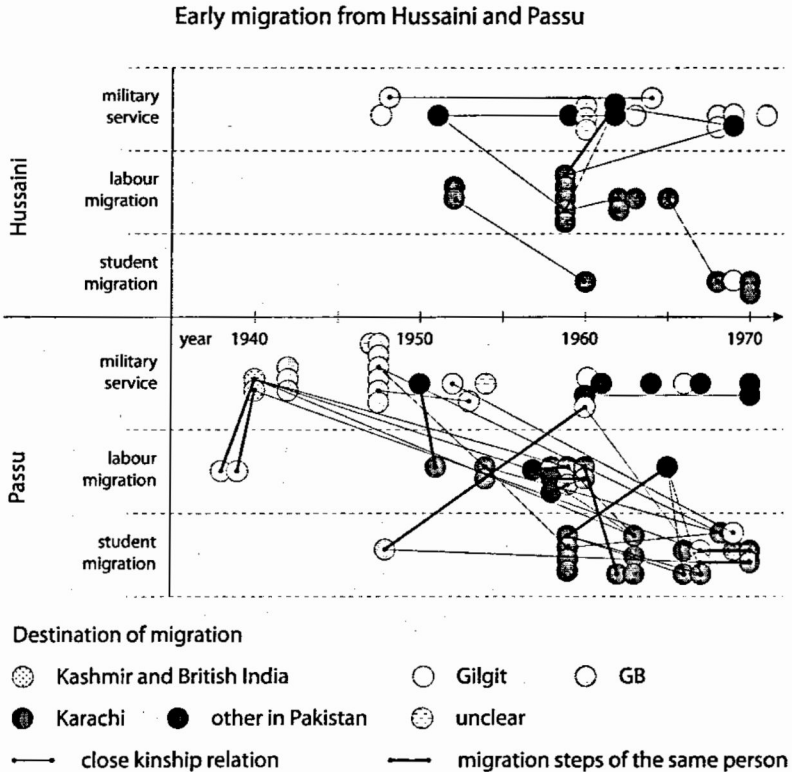 Early migration from Hussaini and Passu
Hussaini
military
service
labour
migration
student
migration
year 1940 1950 1960 1970
Passu
military
service
labour
migration
student
migration
Destination of migration
Kashmir and British India Gilgit GB
Karachi other in Pakistan unclear
close kinship relation migration steps of the same person